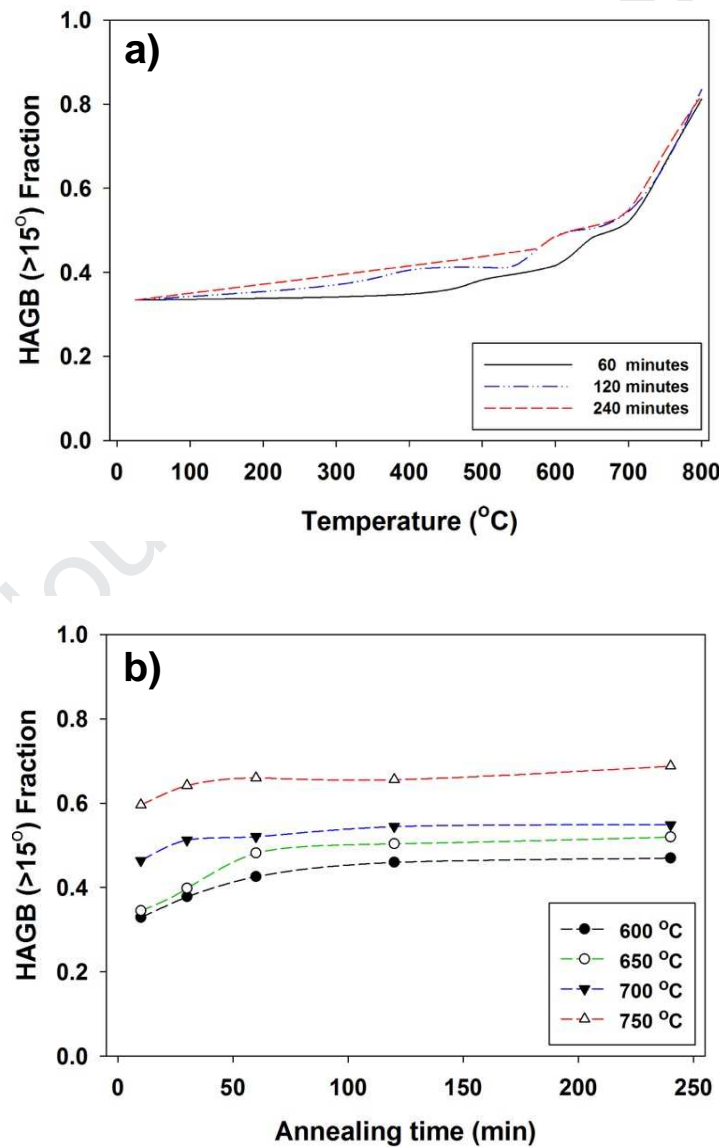 a)
1.0
0.8
0.6
0.4
0.2
0.0
HAGB (>15°) Fraction
60 minutes
120 minutes
240 minutes
0 100 200 300 400 500 600 700 800
Temperature (°C)
b)
1.0
0.8
0.6
0.4
0.2
0.0
HAGB (>15°) Fraction
600 °C
650 °C
700 °C
750 °C
0 50 100 150 200 250
Annealing time (min)